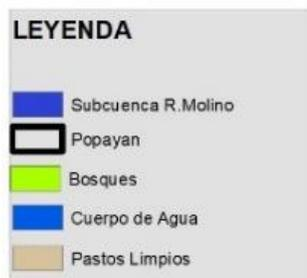 LEYENDA
Subcuenca R.Molino
Popayan
Bosques
Cuerpo de Agua
Pastos Limpios